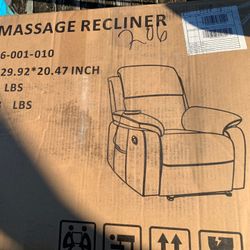 MASSAGE RECLINER
206
6-001-010
29.92*20.47 INCH
LBS
LBS